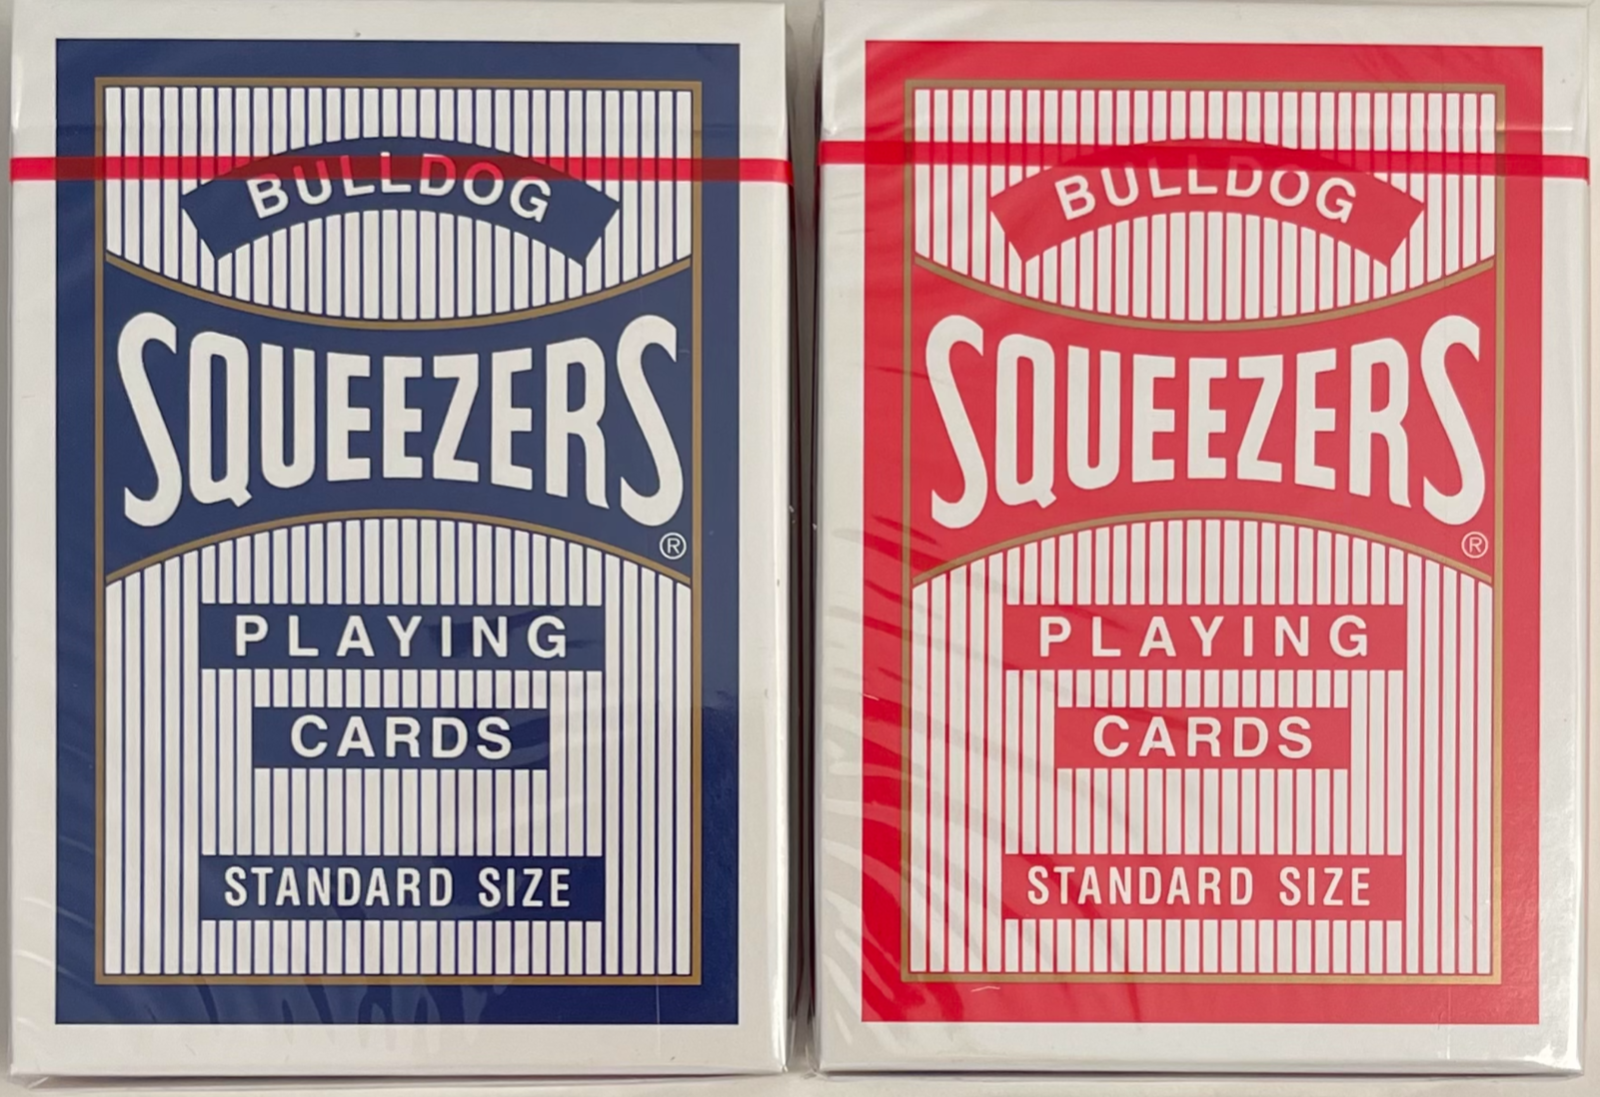 BULLDOG
SQUEEZERS®
PLAYING
CARDS
STANDARD SIZE
BULLDOG
SQUEEZERS®
PLAYING
CARDS
STANDARD SIZE